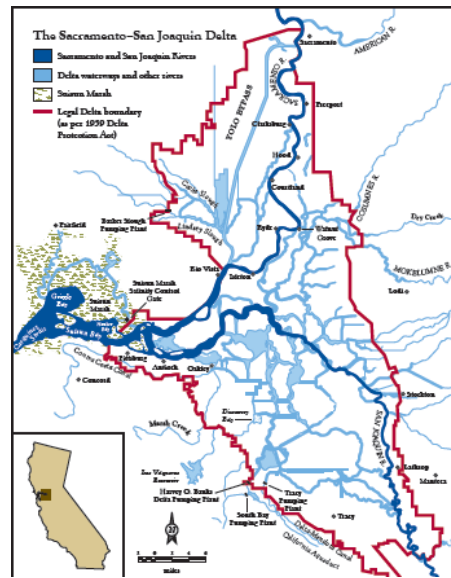 The Sacramento–San Joaquin Delta
Sacramento and San Joaquin Rivers
Delta waterways and other rivers
Suisun Marsh
Legal Delta boundary
(as per 1959 Delta
Protection Act)
Sacramento
AMERICAN R.
SACRAMENTO R.
YOLO BYPASS
Freeport
Clarksburg
Hood
Courtland
COSUMNES R.
Cache Slough
Lindsey Slough
Barker Slough
Pumping Plant
Fairfield
Ryde
Walnut
Grove
Dry Creek
MOKELUMNE R.
Rio Vista
Isleton
Lodi
Suisun
Marsh
Suisun Marsh
Salinity Control
Gate
Grizzly
Bay
Suisun Bay
Carquinez Straits
Pittsburg
Antioch
Oakley
Contra Costa Canal
Concord
Stockton
Discovery
Bay
Marsh Creek
SAN JOAQUIN R.
Los Vaqueros
Reservoir
Lathrop
Manteca
Harvey O. Banks
Delta Pumping Plant
Tracy
Pumping
Plant
South Bay
Pumping Plant
Tracy
Delta Mendota Canal
California Aqueduct
miles